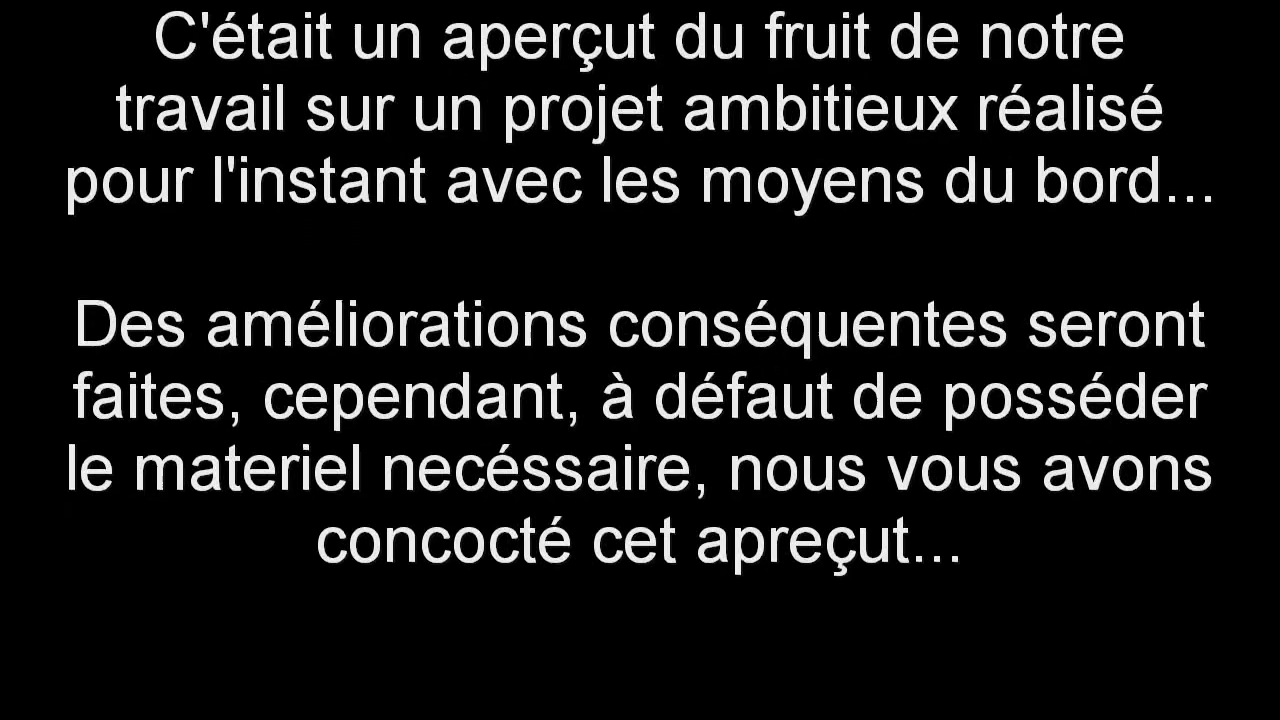 C'était un aperçut du fruit de notre
travail sur un projet ambitieux réalisé
pour l'instant avec les moyens du bord...
Des améliorations conséquentes seront
faites, cependant, à défaut de posséder
le materiel necéssaire, nous vous avons
concocté cet apreçut...